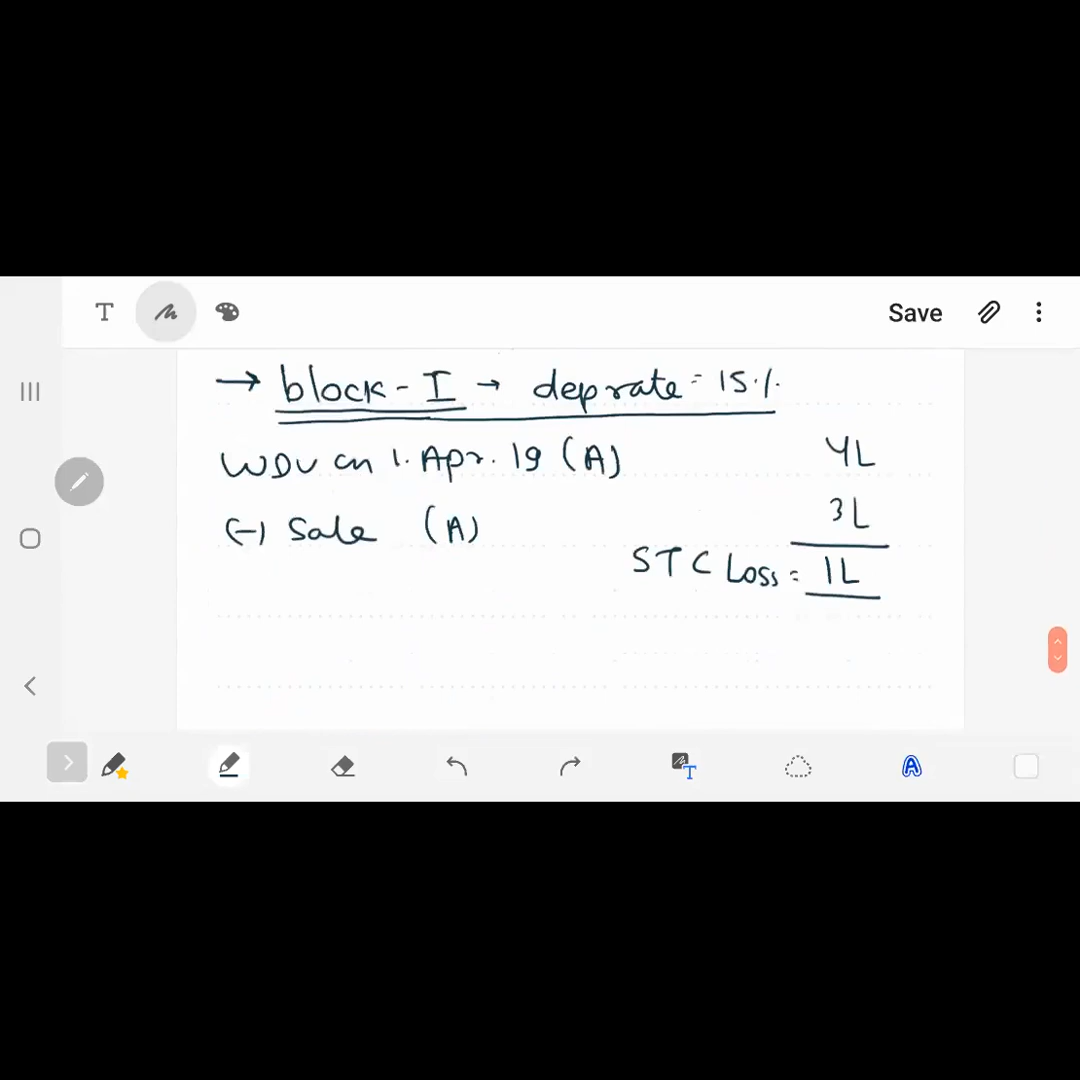 T Save
→ block - I → dep rate = 15%
WDV on 1. Apr. 19 (A) 4L
(-) Sale (A) 3L
STC Loss = 1L
T
A